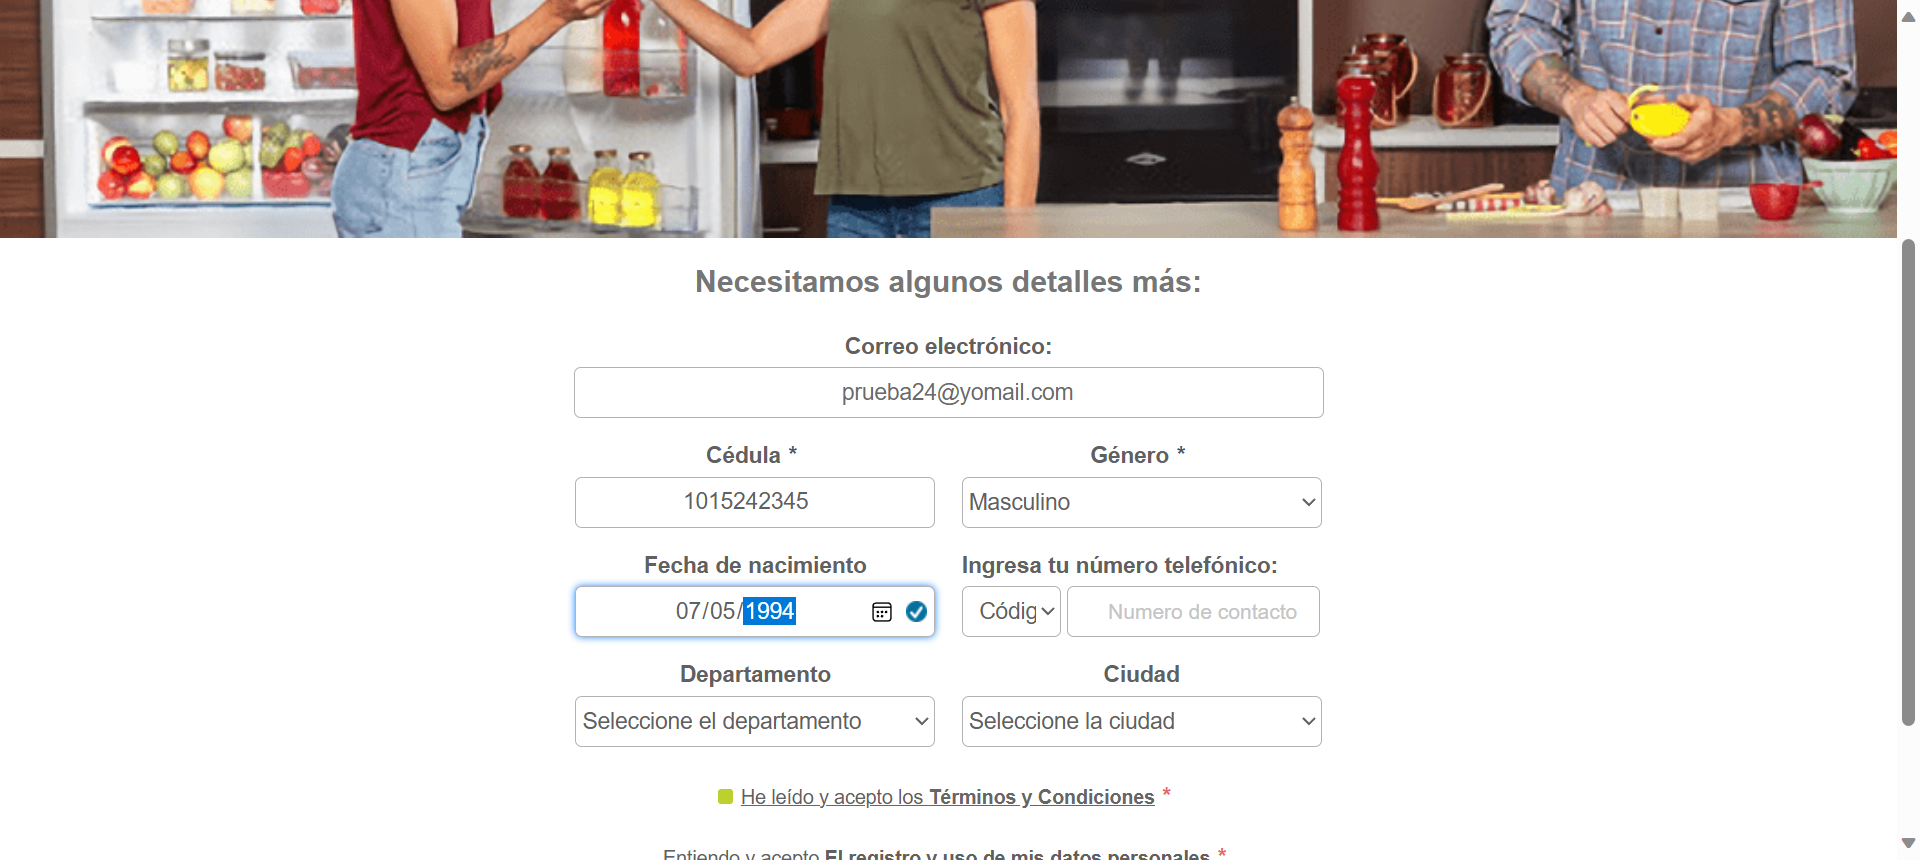 Necesitamos algunos detalles más:
Correo electrónico:
prueba24@yomail.com
Cédula *
Género *
1015242345
Masculino
Fecha de nacimiento
Ingresa tu número telefónico:
07/05/1994
Códig
Numero de contacto
Departamento
Ciudad
Seleccione el departamento
Seleccione la ciudad
He leído y acepto los Términos y Condiciones *
Entiendo y acepto El registro y uso de mis datos personales *